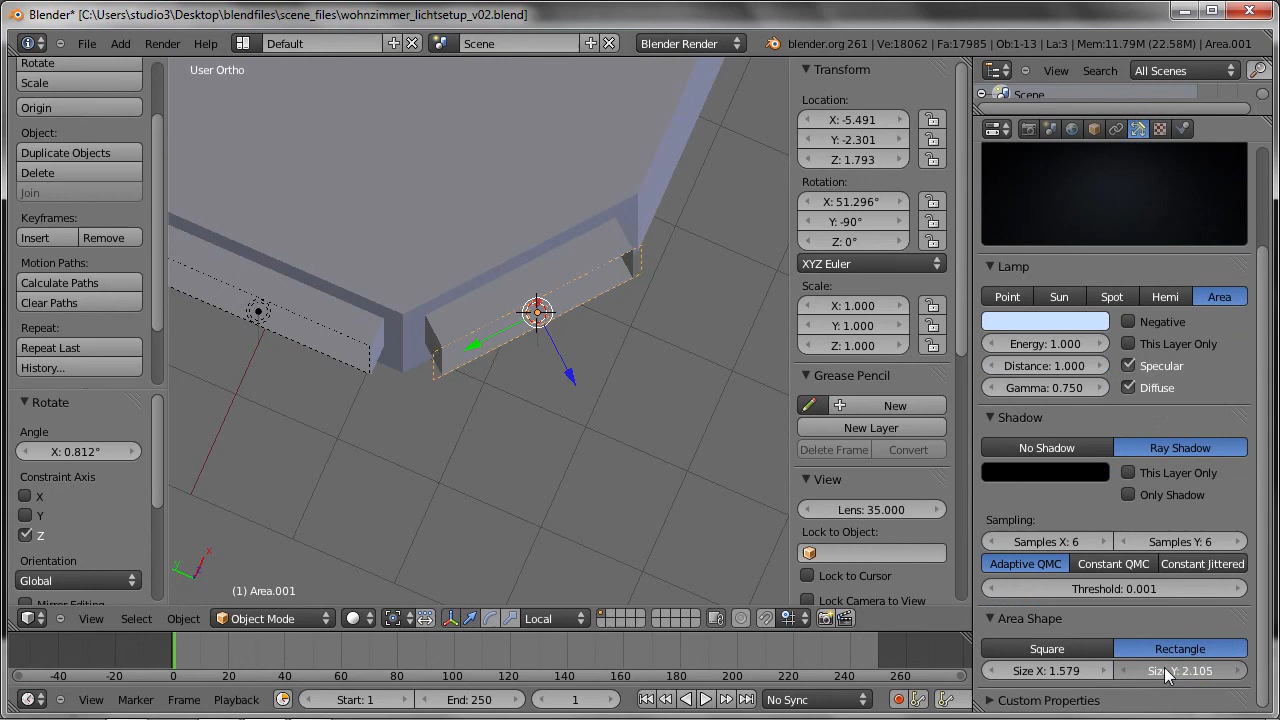 Blender* [C:\Users\studio3\Desktop\blendfiles\scene_files\wohnzimmer_lichtsetup_v02.blend]
File Add Render Help Default Scene Blender Render blender.org 261 | Ve:18062 | Fa:17985 | Ob:1-13 | La:3 | Mem:11.79M (22.58M) | Area.001
Rotate
Scale
Origin
Object:
Duplicate Objects
Delete
Join
Keyframes:
Insert Remove
Motion Paths:
Calculate Paths
Clear Paths
Repeat:
Repeat Last
History...
Rotate
Angle
X: 0.812°
Constraint Axis
X
Y
Z
Orientation
Global
Mirror Editing
User Ortho
y x
(1) Area.001
View Select Object Object Mode Local
Transform
Location:
X: -5.491
Y: -2.301
Z: 1.793
Rotation:
X: 51.296°
Y: -90°
Z: 0°
XYZ Euler
Scale:
X: 1.000
Y: 1.000
Z: 1.000
Grease Pencil
New
New Layer
Delete Frame Convert
View
Lens: 35.000
Lock to Object:
Lock to Cursor
Lock Camera to View
View Search All Scenes
Scene
Lamp
Point Sun Spot Hemi Area
Negative
Energy: 1.000 This Layer Only
Distance: 1.000 Specular
Gamma: 0.750 Diffuse
Shadow
No Shadow Ray Shadow
This Layer Only
Only Shadow
Sampling:
Samples X: 6 Samples Y: 6
Adaptive QMC Constant QMC Constant Jittered
Threshold: 0.001
Area Shape
Square Rectangle
Size X: 1.579 Size Y: 2.105
Custom Properties
-40 -20 0 20 40 60 80 100 120 140 160 180 200 220 240 260
View Marker Frame Playback Start: 1 End: 250 1 No Sync